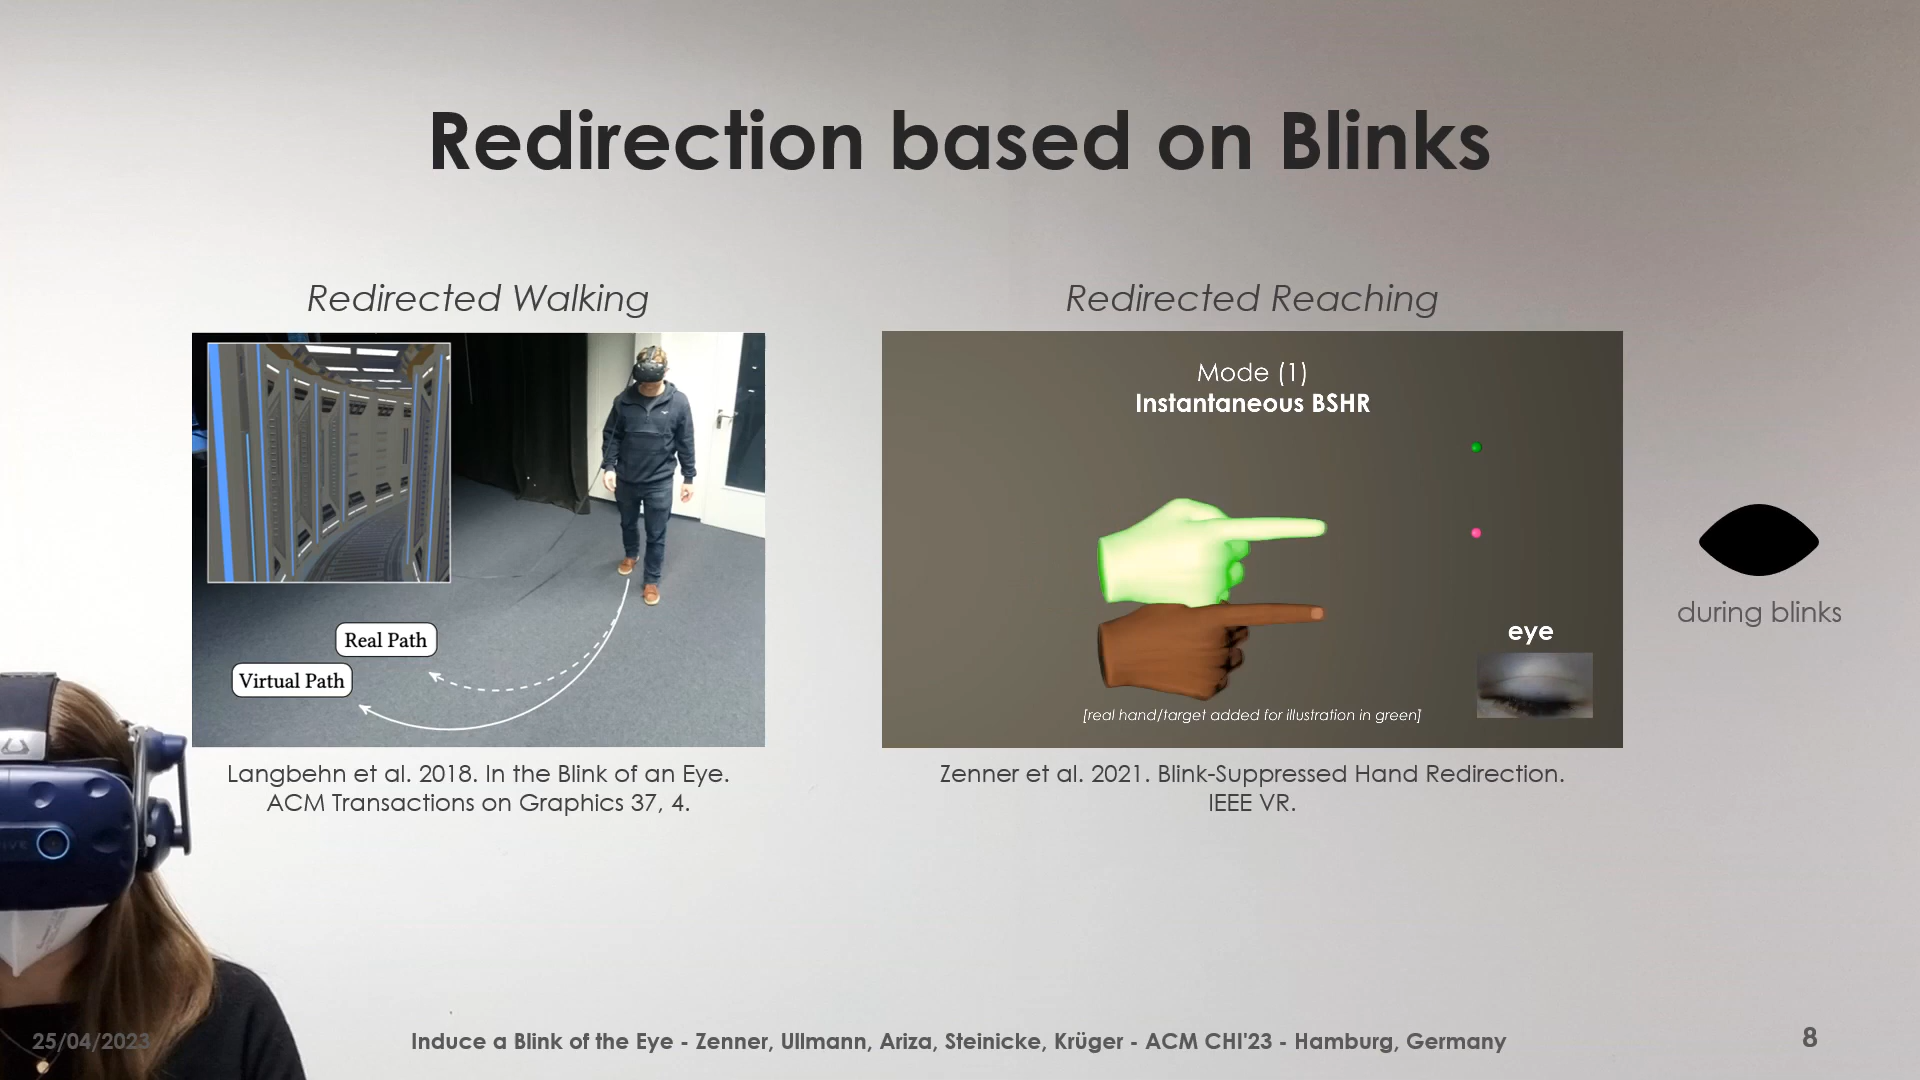 Redirection based on Blinks
Redirected Walking
Real Path
Virtual Path
Langbehn et al. 2018. In the Blink of an Eye.
ACM Transactions on Graphics 37, 4.
Redirected Reaching
Mode (1)
Instantaneous BSHR
eye
[real hand/target added for illustration in green]
Zenner et al. 2021. Blink-Suppressed Hand Redirection.
IEEE VR.
during blinks
25/04/2023
Induce a Blink of the Eye - Zenner, Ullmann, Ariza, Steinicke, Krüger - ACM CHI'23 - Hamburg, Germany
8